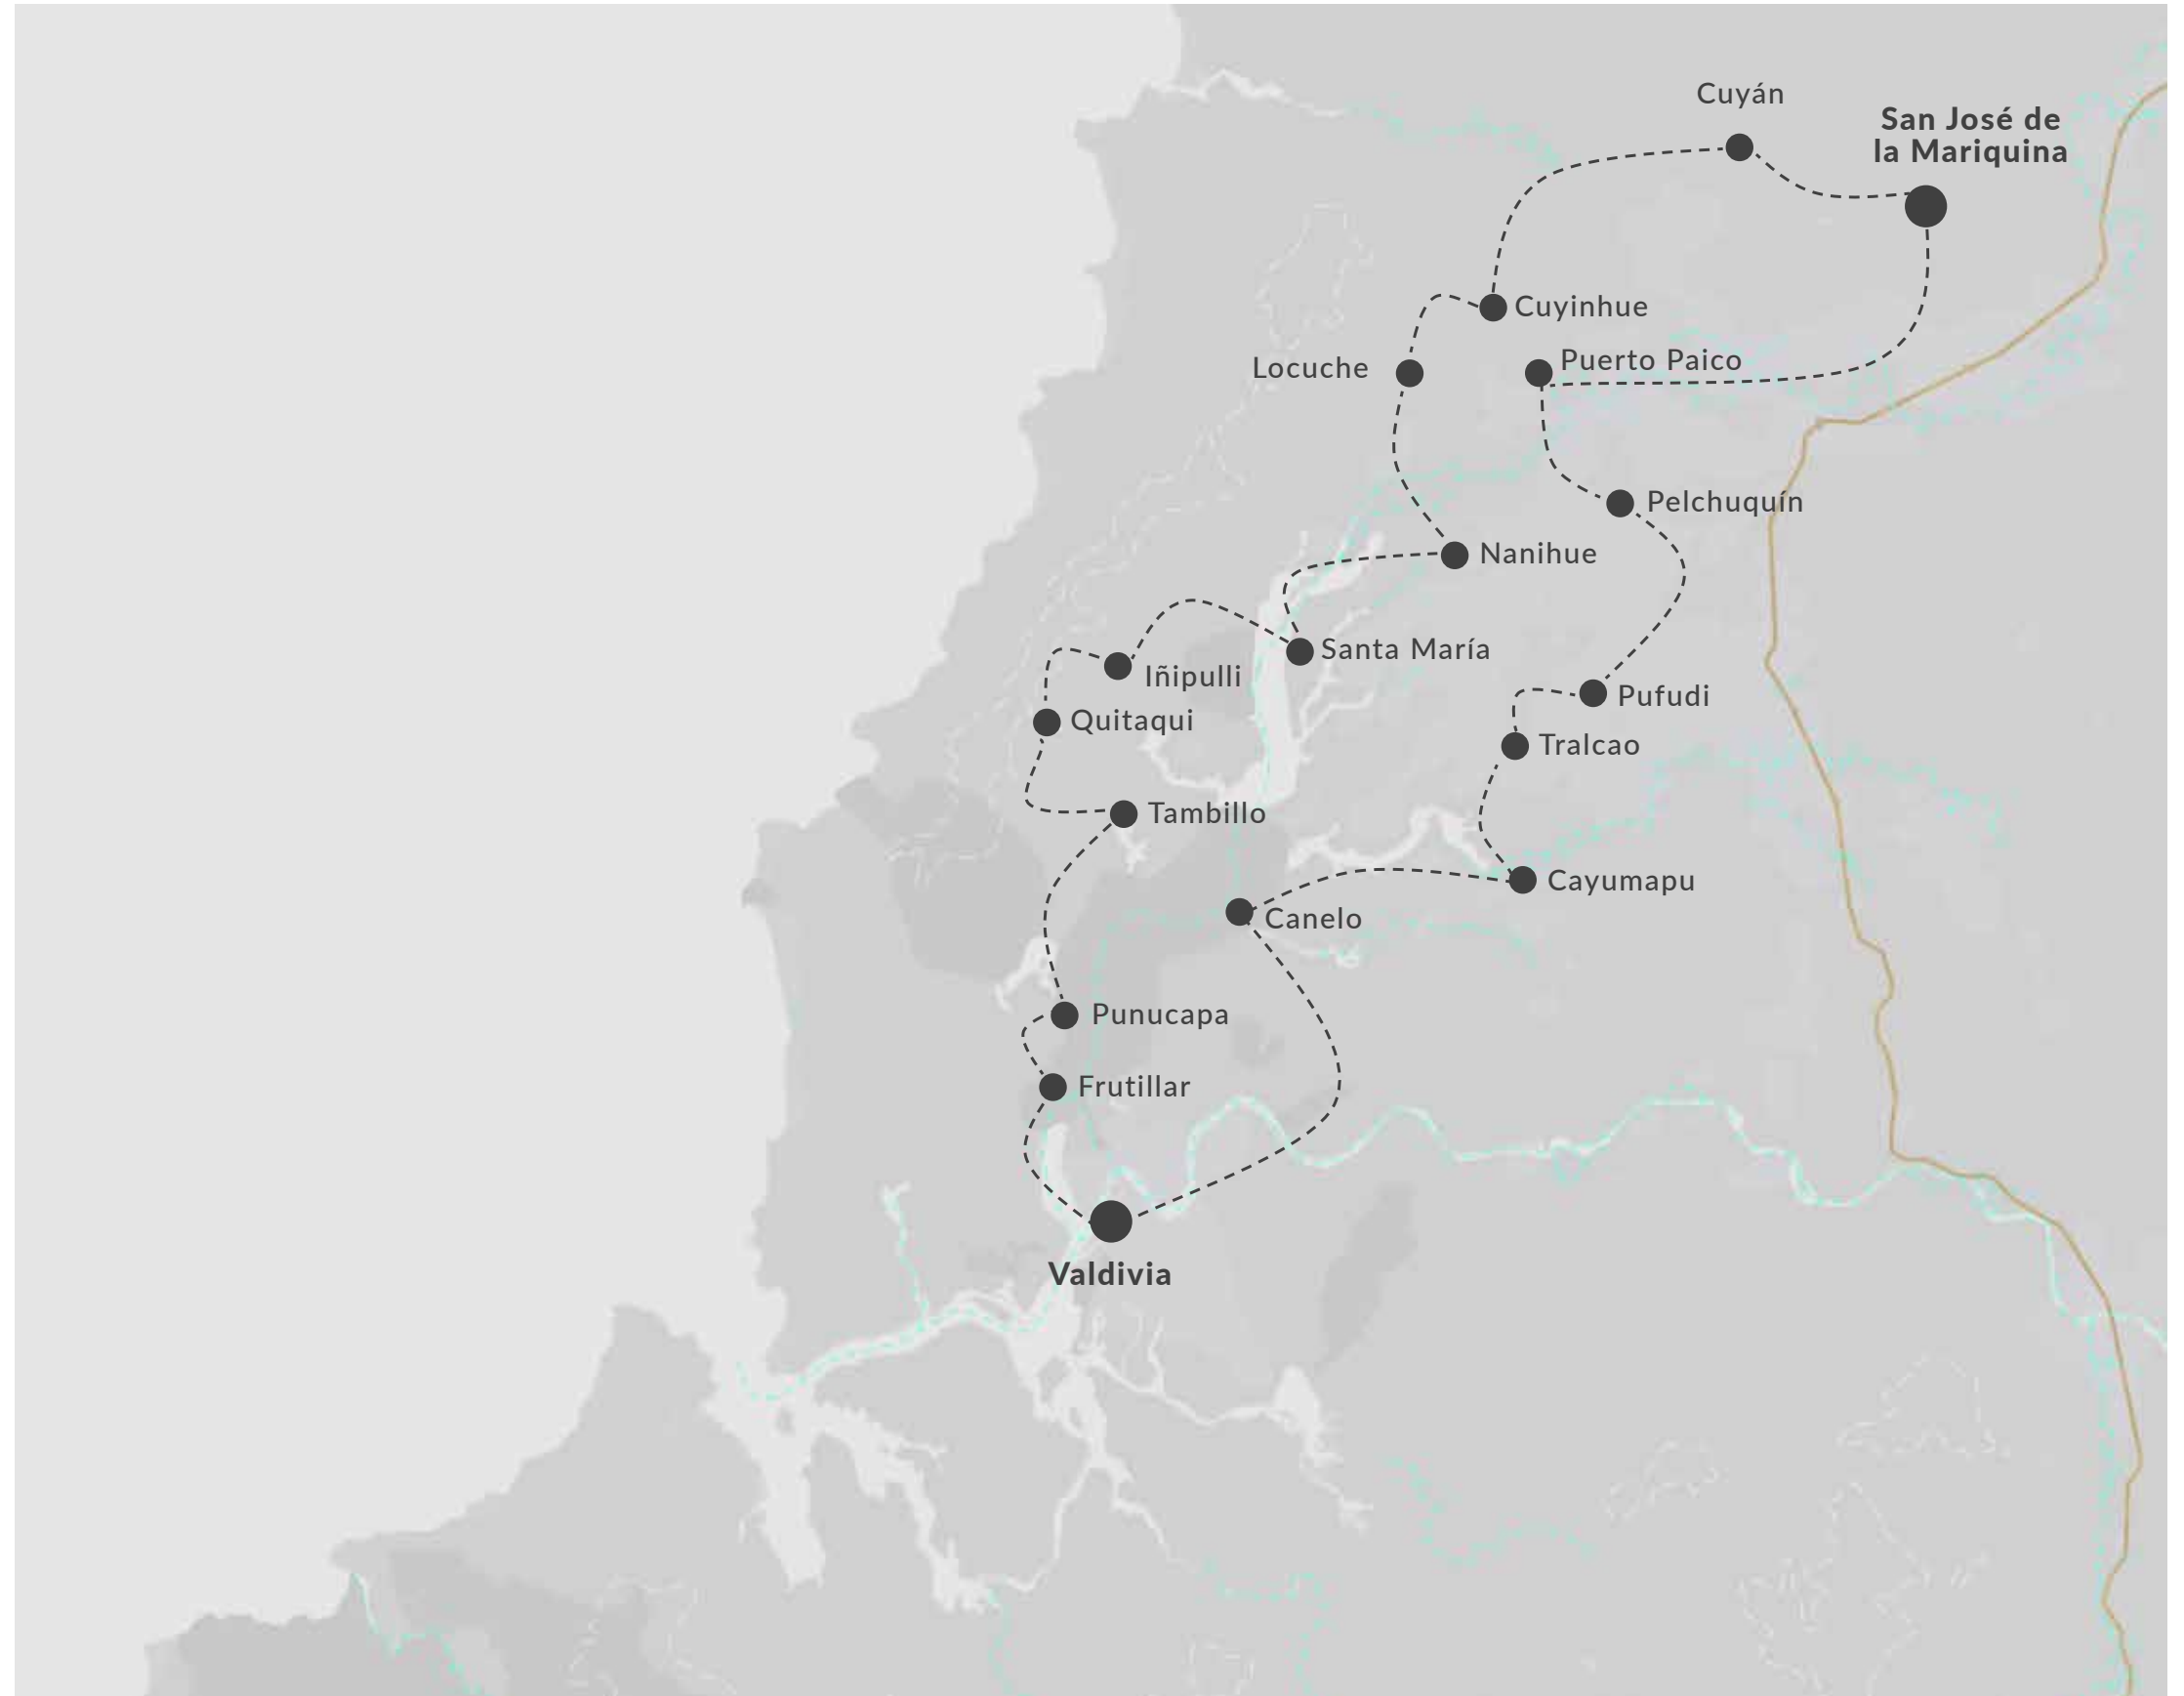 Cuyán
San José de
la Mariquina
Cuyinhue
Puerto Paico
Locuche
Pelchuquín
Nanihue
Santa María
Iñipulli
Pufudi
Quitaqui
Tralcao
Tambillo
Cayumapu
Canelo
Punucapa
Frutillar
Valdivia